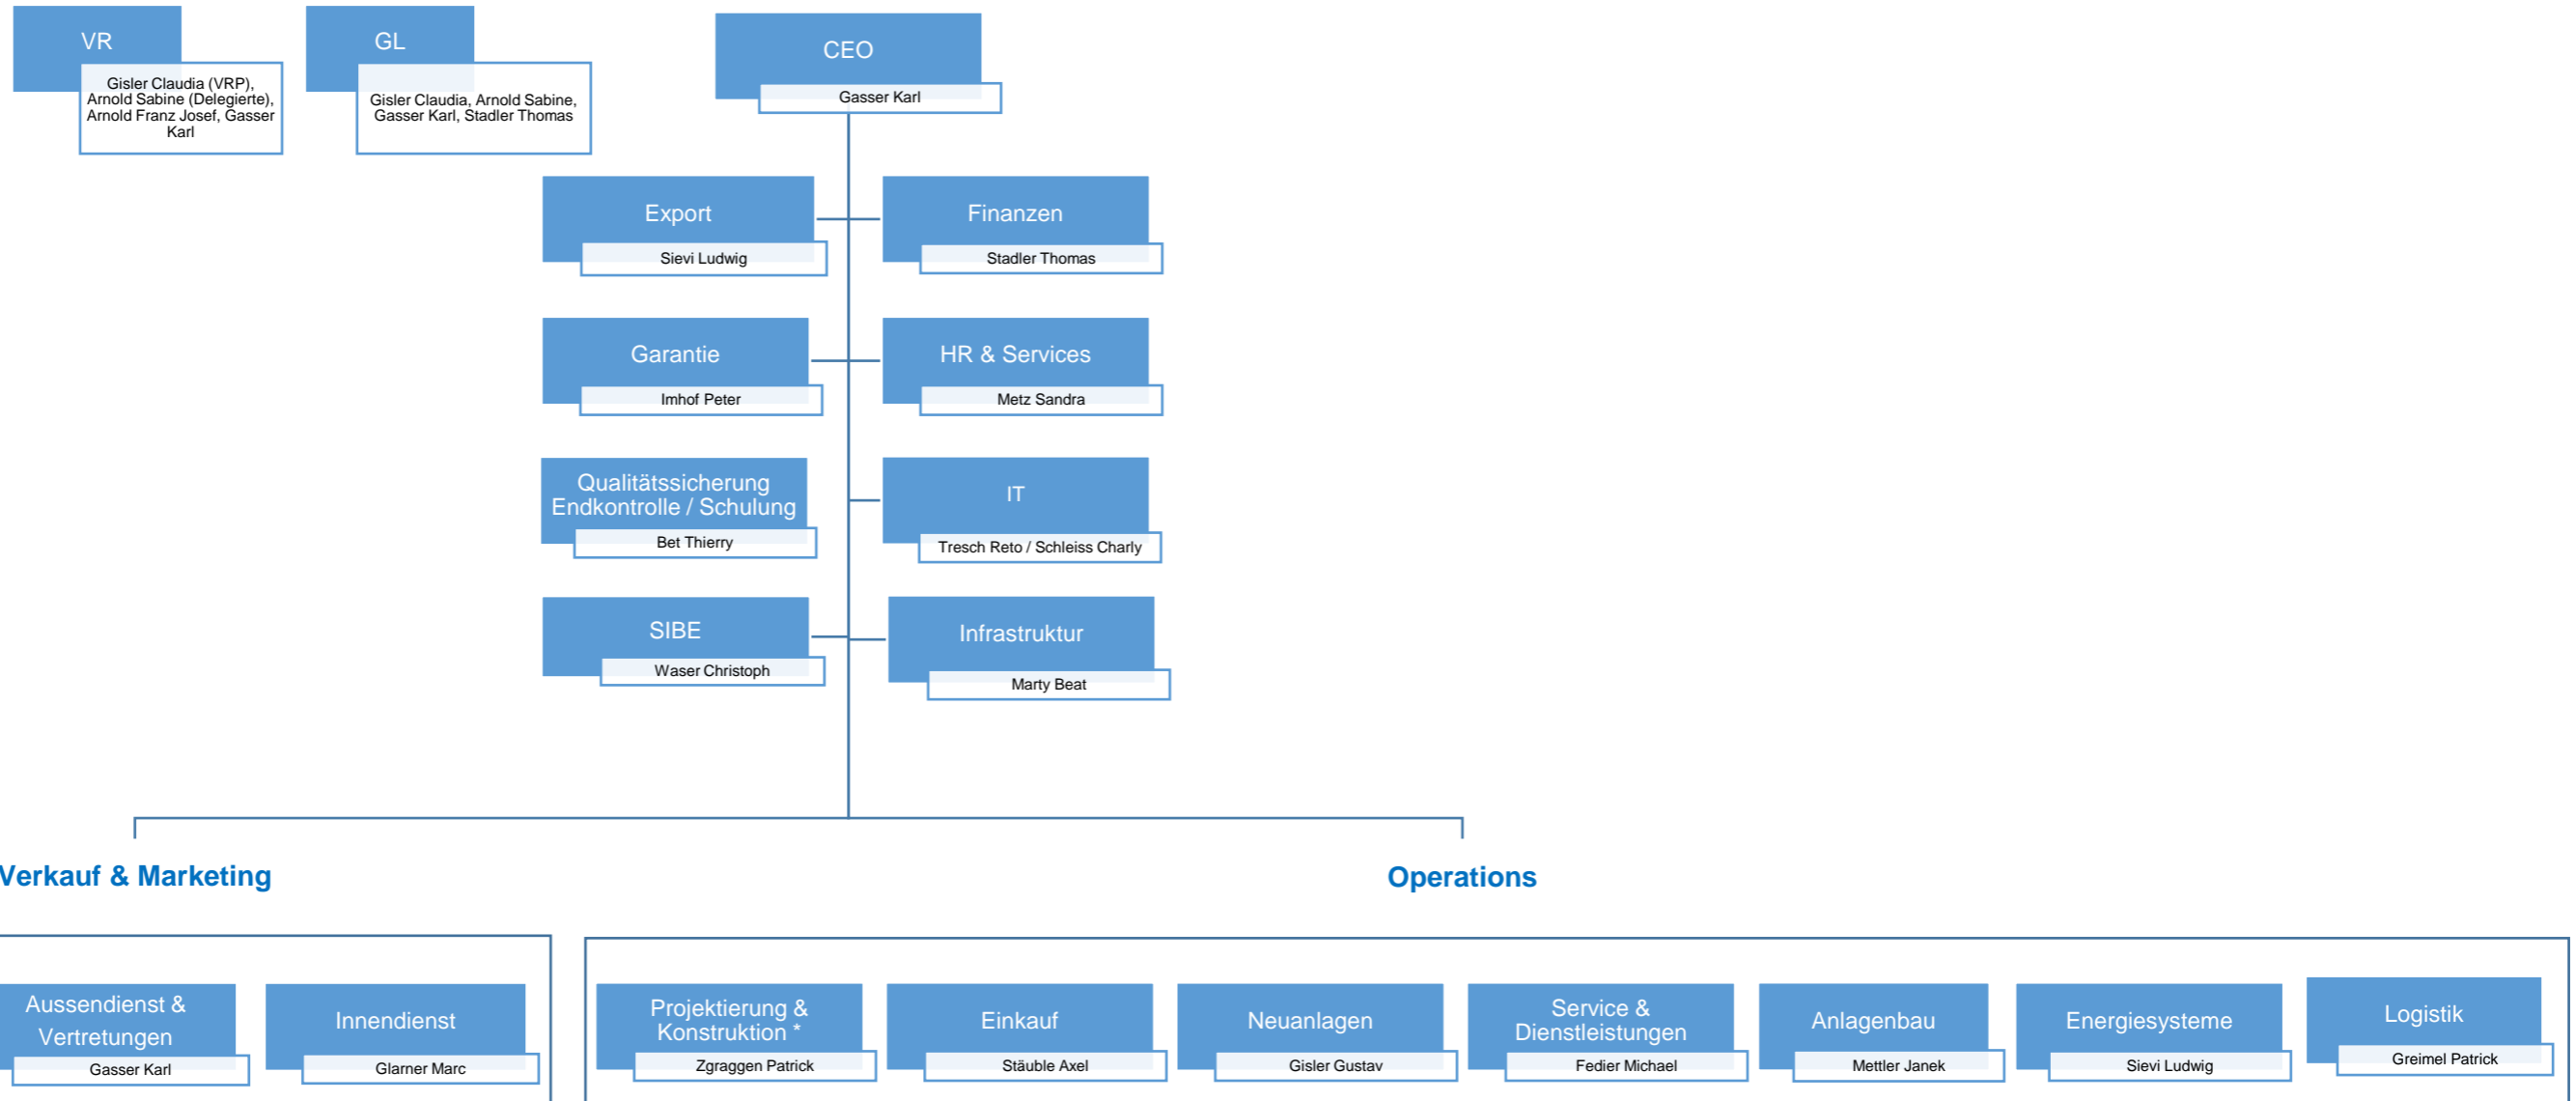 VR
Gisler Claudia (VRP),
Arnold Sabine (Delegierte),
Arnold Franz Josef, Gasser
Karl
GL
Gisler Claudia, Arnold Sabine,
Gasser Karl, Stadler Thomas
CEO
Gasser Karl
Export
Sievi Ludwig
Finanzen
Stadler Thomas
Garantie
Imhof Peter
HR & Services
Metz Sandra
Qualitätssicherung
Endkontrolle / Schulung
Bet Thierry
IT
Tresch Reto / Schleiss Charly
SIBE
Waser Christoph
Infrastruktur
Marty Beat
Verkauf & Marketing
Operations
Aussendienst &
Vertretungen
Gasser Karl
Innendienst
Glarner Marc
Projektierung &
Konstruktion *
Zgraggen Patrick
Einkauf
Stäuble Axel
Neuanlagen
Gisler Gustav
Service &
Dienstleistungen
Fedier Michael
Anlagenbau
Mettler Janek
Energiesysteme
Sievi Ludwig
Logistik
Greimel Patrick